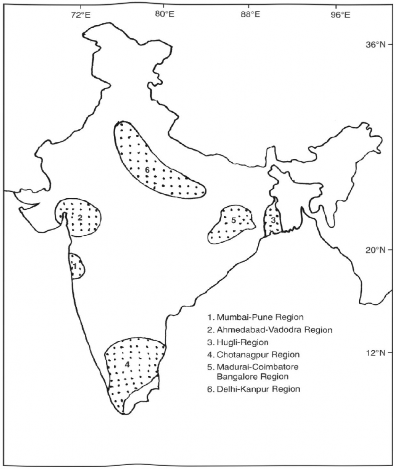 72°E 80°E 88°E 96°E
36°N
6
2
5
3
20°N
1
1. Mumbai-Pune Region
2. Ahmedabad-Vadodra Region
3. Hugli-Region
4. Chotanagpur Region
12°N
5. Madurai-Coimbatore
Bangalore Region
4
6. Delhi-Kanpur Region